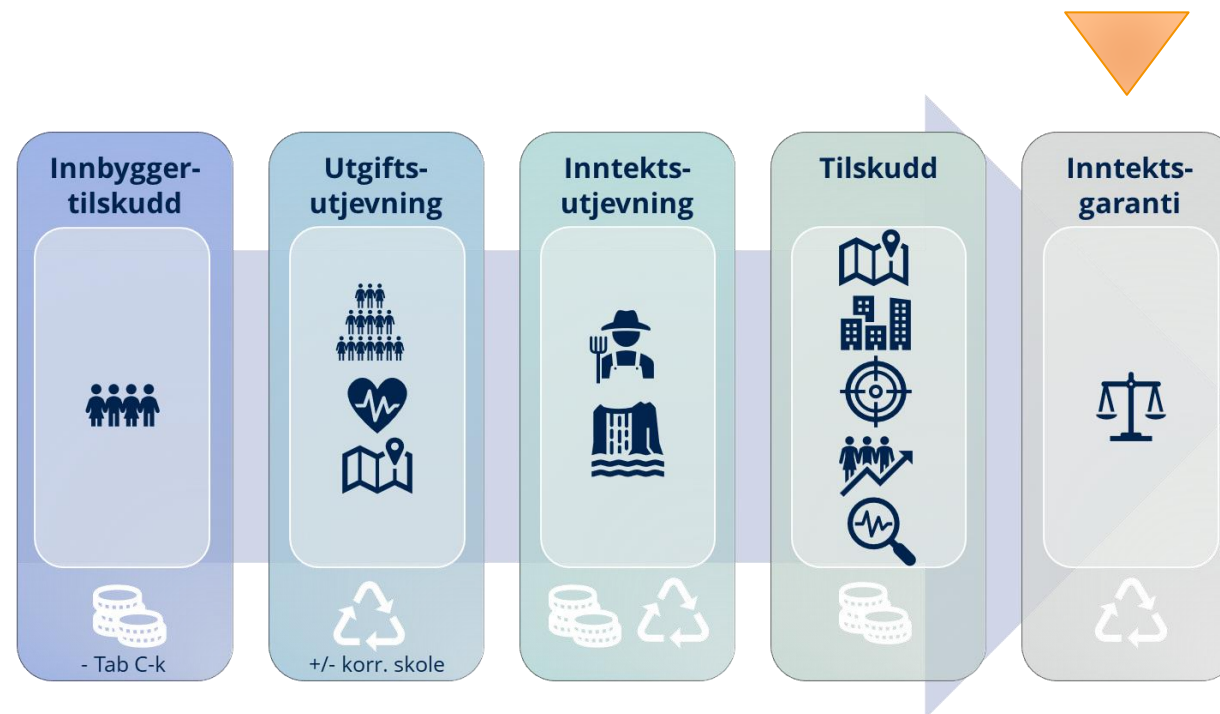 Innbygger-
tilskudd
Utgifts-
utjevning
Inntekts-
utjevning
Tilskudd
Inntekts-
garanti
- Tab C-k
+/- korr. skole